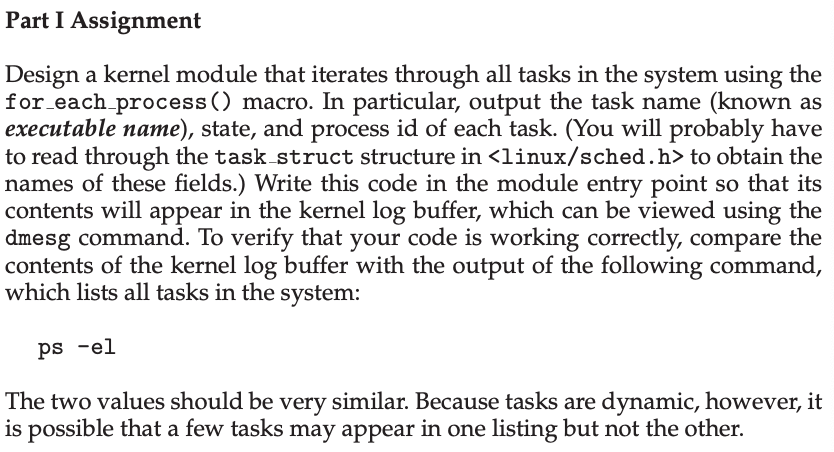 Part I Assignment
Design a kernel module that iterates through all tasks in the system using the
for_each_process() macro. In particular, output the task name (known as
executable name), state, and process id of each task. (You will probably have
to read through the task_struct structure in <linux/sched.h> to obtain the
names of these fields.) Write this code in the module entry point so that its
contents will appear in the kernel log buffer, which can be viewed using the
dmesg command. To verify that your code is working correctly, compare the
contents of the kernel log buffer with the output of the following command,
which lists all tasks in the system:
ps -el
The two values should be very similar. Because tasks are dynamic, however, it
is possible that a few tasks may appear in one listing but not the other.